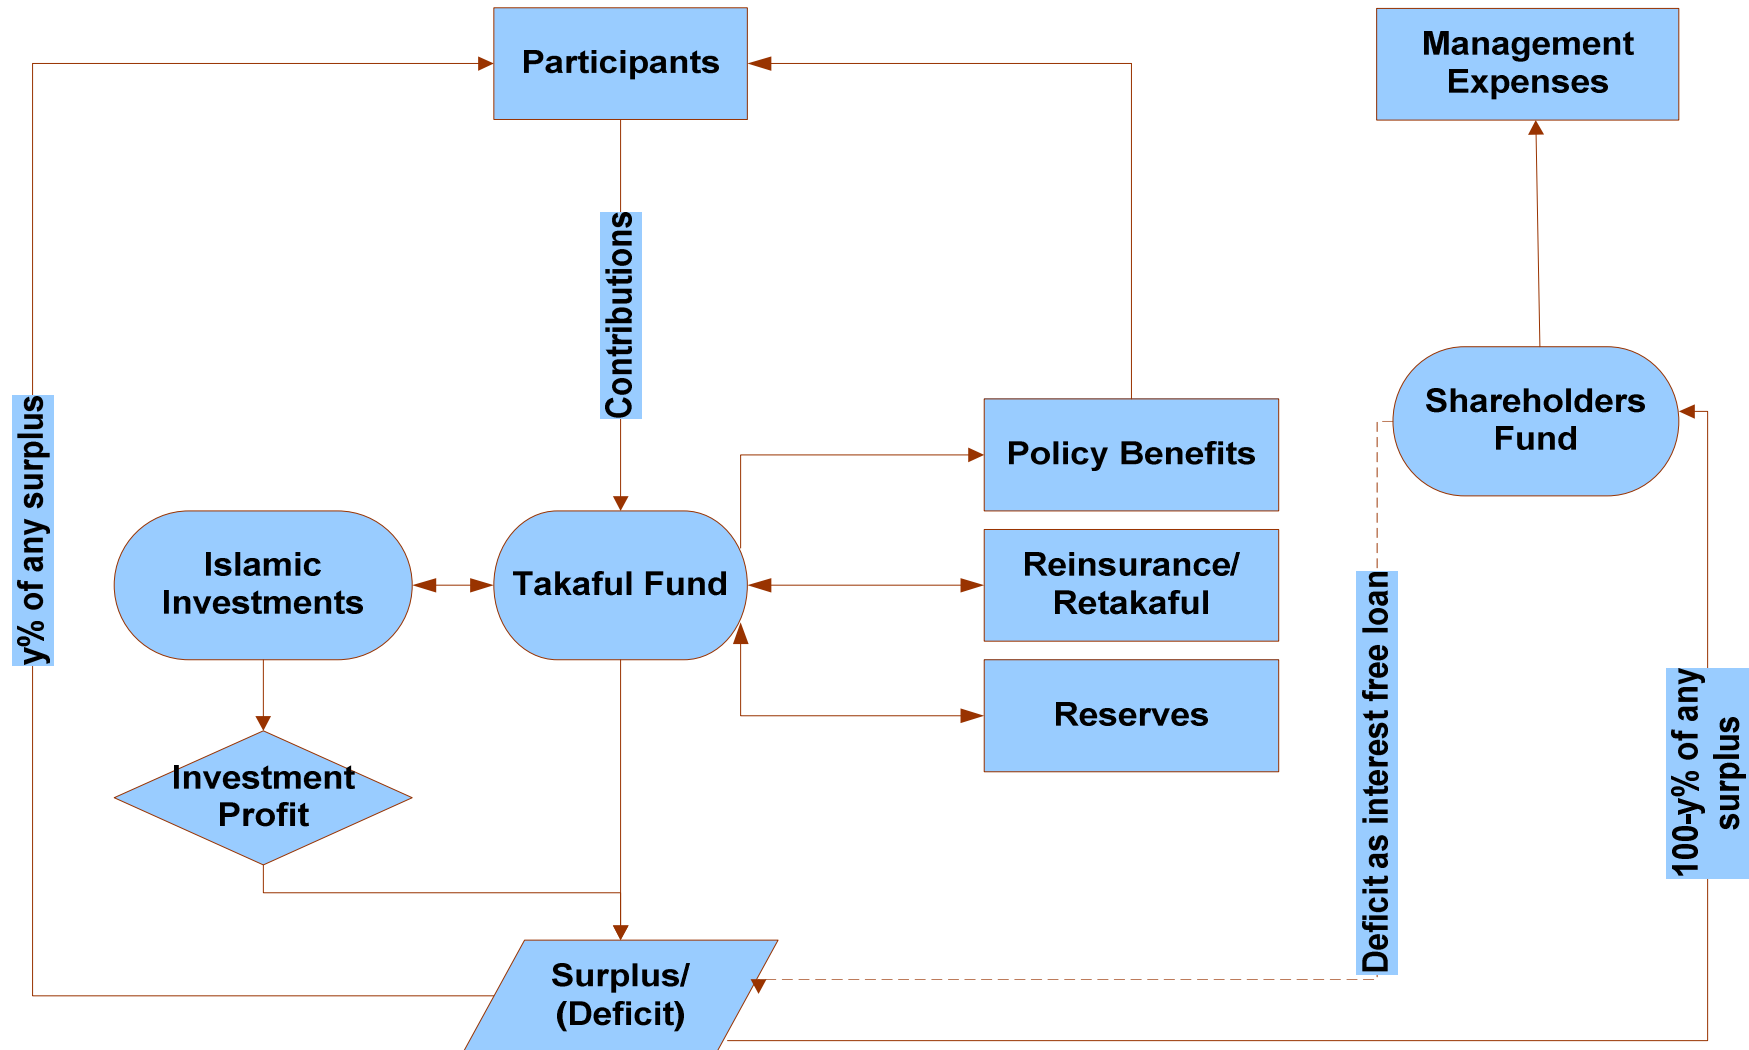 Participants
Management
Expenses
Contributions
y% of any surplus
Shareholders
Fund
Policy Benefits
Islamic
Investments
Takaful Fund
Reinsurance/
Retakaful
Deficit as interest free loan
100-y% of any
surplus
Reserves
Investment
Profit
Surplus/
(Deficit)